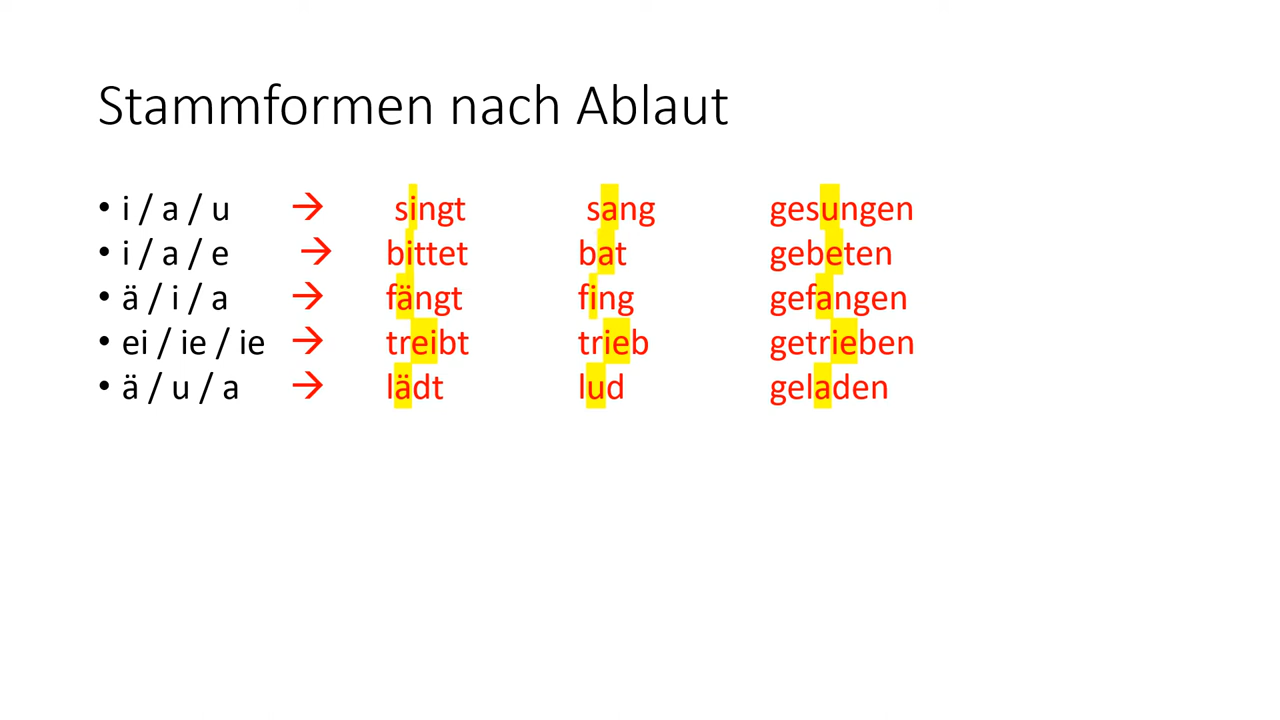 Stammformen nach Ablaut
• i / a / u → singt sang gesungen
• i / a / e → bittet bat gebeten
• ä / i / a → fängt fing gefangen
• ei / ie / ie → treibt trieb getrieben
• ä / u / a → lädt lud geladen